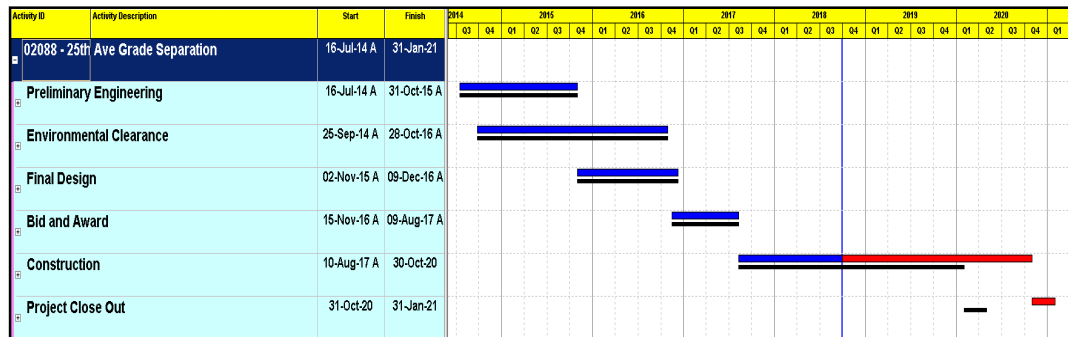 Activity ID Activity Description Start Finish 2014 2015 2016 2017 2018 2019 2020
Q3 Q4 Q1 Q2 Q3 Q4 Q1 Q2 Q3 Q4 Q1 Q2 Q3 Q4 Q1 Q2 Q3 Q4 Q1 Q2 Q3 Q4 Q1 Q2 Q3 Q4 Q1
02088 - 25th Ave Grade Separation 16-Jul-14 A 31-Jan-21
Preliminary Engineering 16-Jul-14 A 31-Oct-15 A
Environmental Clearance 25-Sep-14 A 28-Oct-16 A
Final Design 02-Nov-15 A 09-Dec-16 A
Bid and Award 15-Nov-16 A 09-Aug-17 A
Construction 10-Aug-17 A 30-Oct-20
Project Close Out 31-Oct-20 31-Jan-21